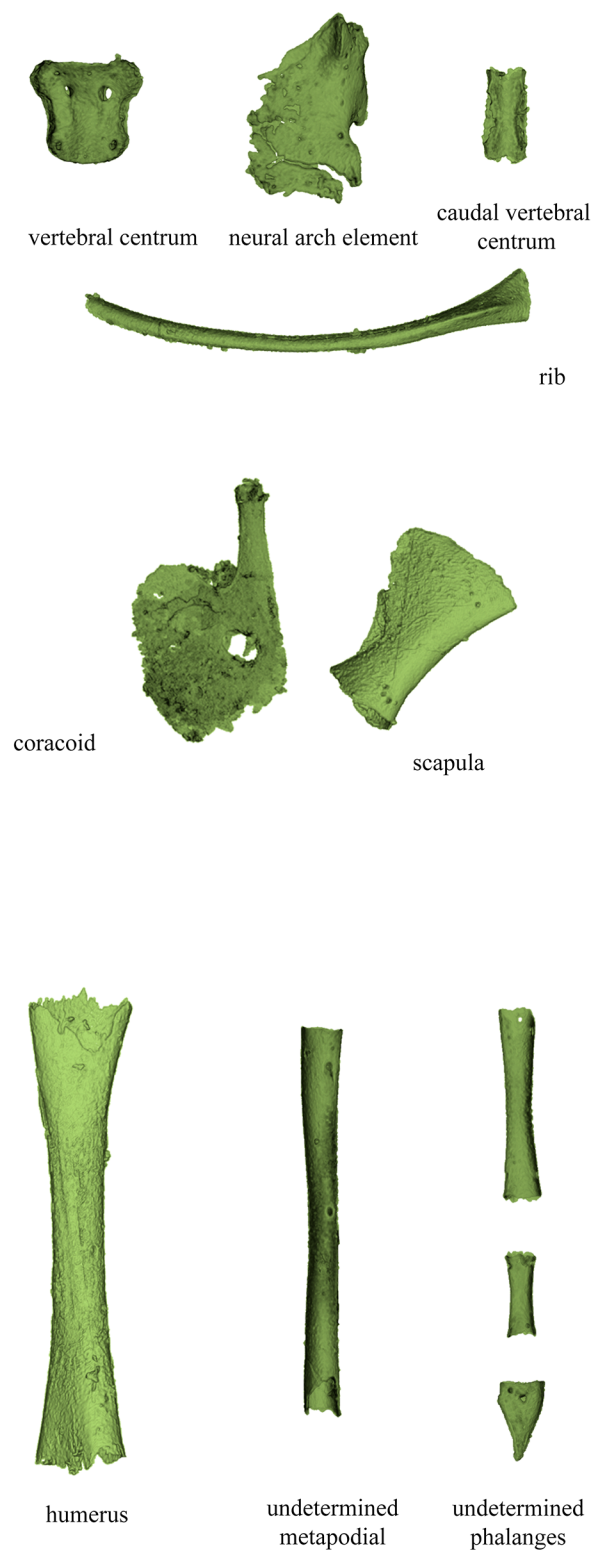 vertebral centrum
neural arch element
caudal vertebral
centrum
rib
coracoid
scapula
humerus
undetermined
metapodial
undetermined
phalanges